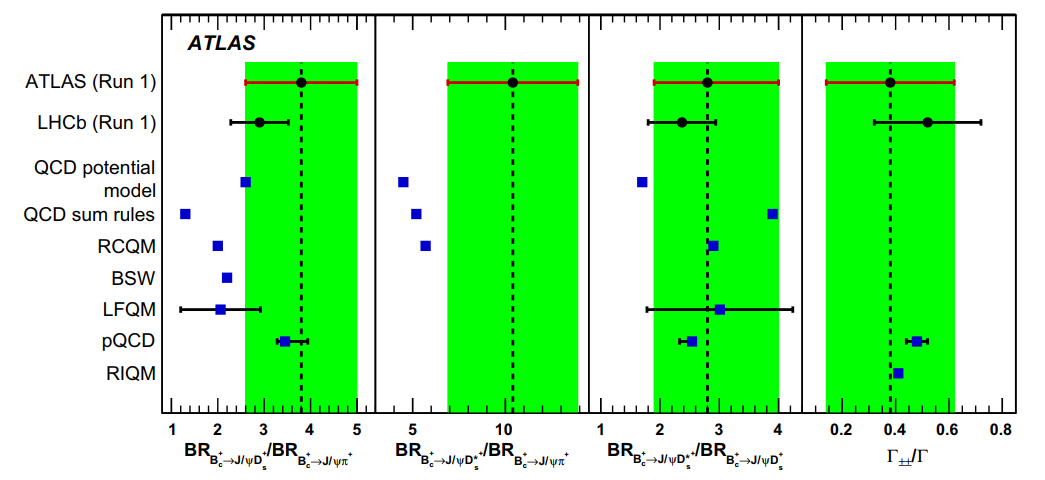 ATLAS
ATLAS (Run 1)
LHCb (Run 1)
QCD potential
model
QCD sum rules
RCQM
BSW
LFQM
pQCD
RIQM
1 2 3 4 5 5 10 1 2 3 4 0.2 0.4 0.6 0.8
BR_{B_c^+→J/ψD_s^+}/BR_{B_c^+→J/ψπ^+} BR_{B_c^+→J/ψD_s^{*+}}/BR_{B_c^+→J/ψπ^+} BR_{B_c^+→J/ψD_s^{*+}}/BR_{B_c^+→J/ψD_s^+} Γ_{±±}/Γ